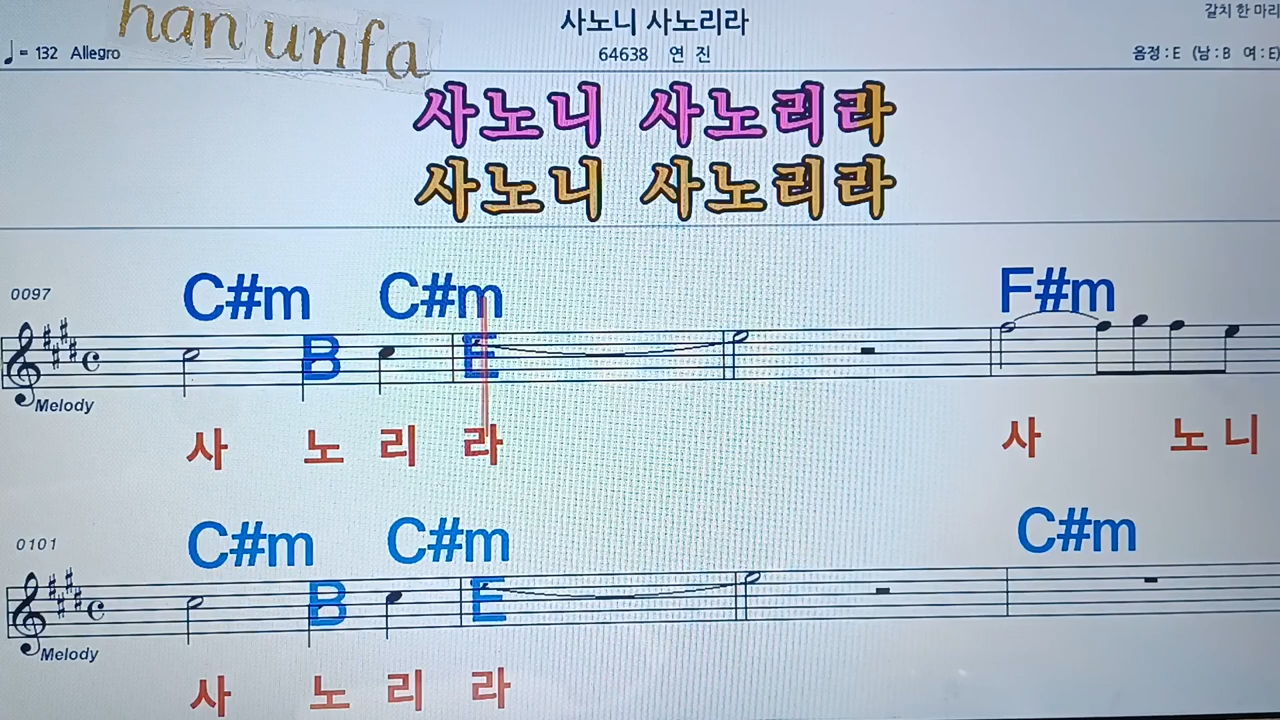 han unfa
사노니 사노리라
갈치 한 마리
♩= 132 Allegro
64638 연 진
음정 : E (남 : B 여 : E)
사노니 사노리라
사노니 사노리라
0097
C#m B C#m E F#m
Melody
사 노 리 라 사 노 니
0101
C#m B C#m E C#m
Melody
사 노 리 라